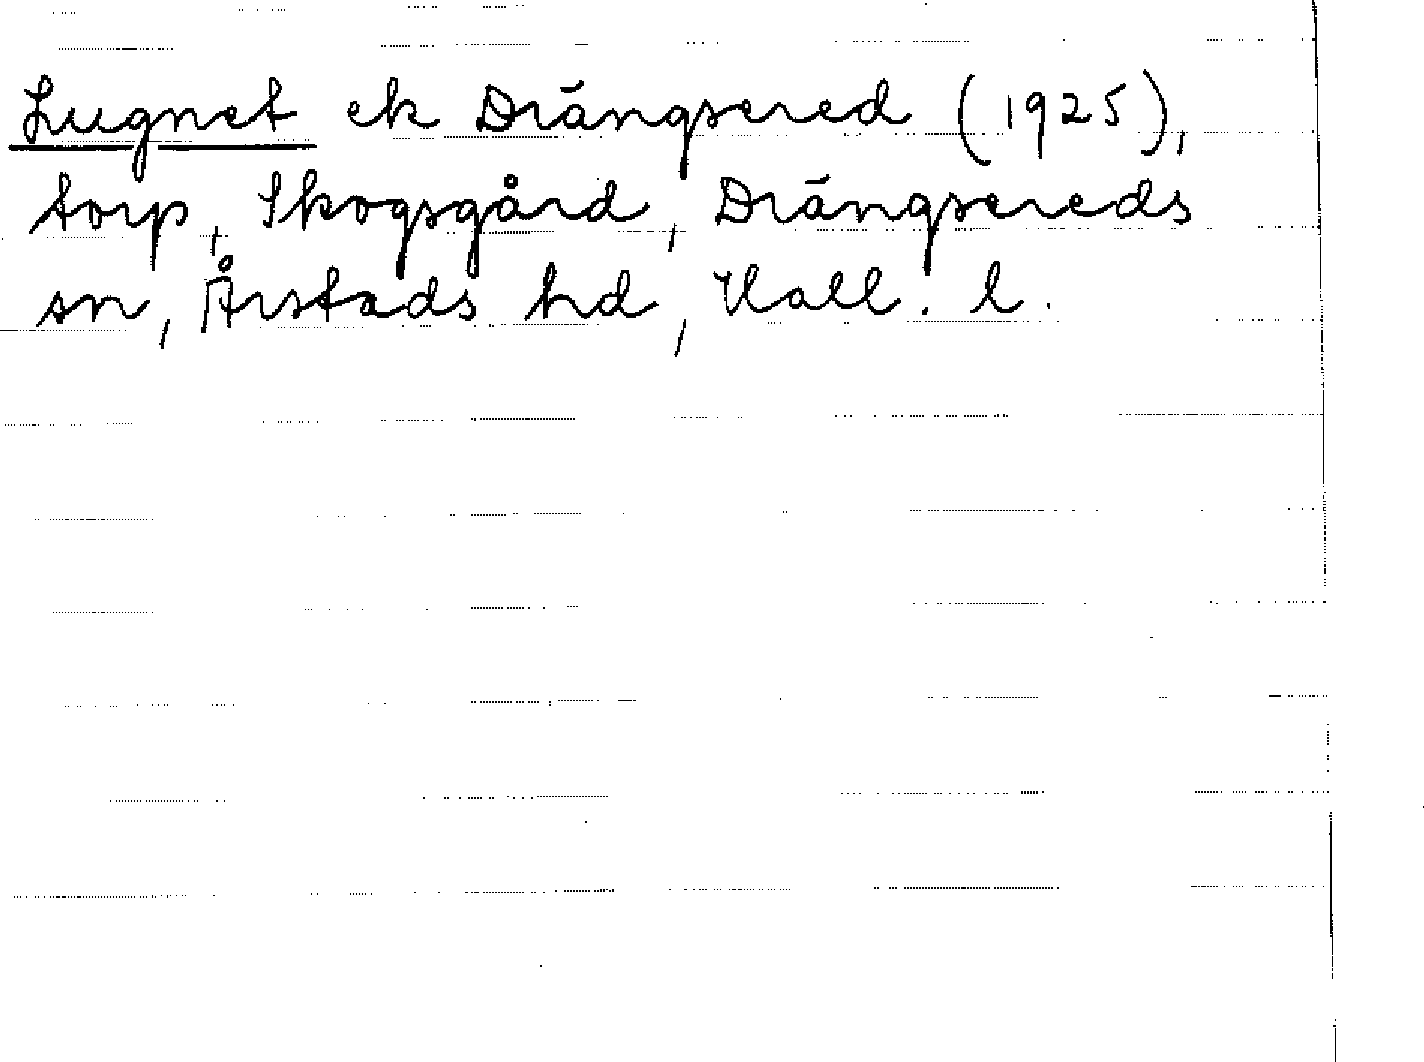 Lugnet ek Drängsered (1925),
torp, Skogsgård, Drängsereds
sn, Årstads hd, Hall. l.